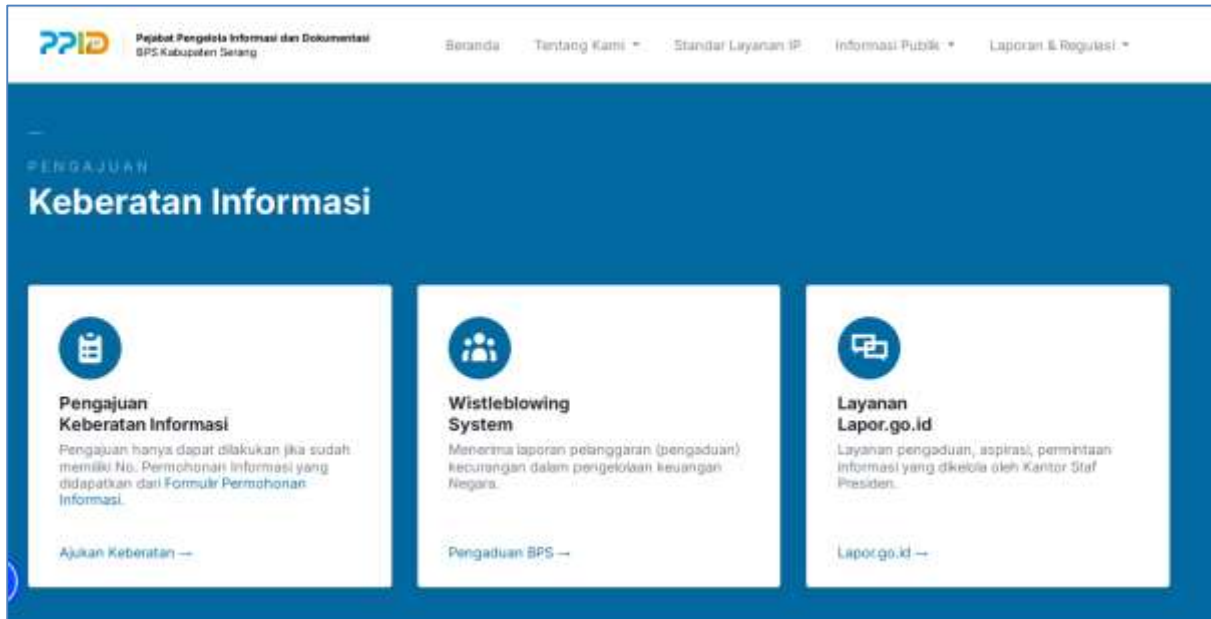 PPID
Pejabat Pengelola Informasi dan Dokumentasi
BPS Kabupaten Serang
Beranda Tentang Kami Standar Layanan IP Informasi Publik Laporan & Regulasi
PENGAJUAN
Keberatan Informasi
Pengajuan
Keberatan Informasi
Pengajuan hanya dapat dilakukan jika sudah
memiliki No. Permohonan Informasi yang
didapatkan dari Formulir Permohonan
Informasi.
Ajukan Keberatan →
Wistleblowing
System
Menerima laporan pelanggaran (pengaduan)
kecurangan dalam pengelolaan keuangan
Negara.
Pengaduan BPS →
Layanan
Lapor.go.id
Layanan pengaduan, aspirasi, permintaan
informasi yang dikelola oleh Kantor Staf
Presiden.
Lapor.go.id →